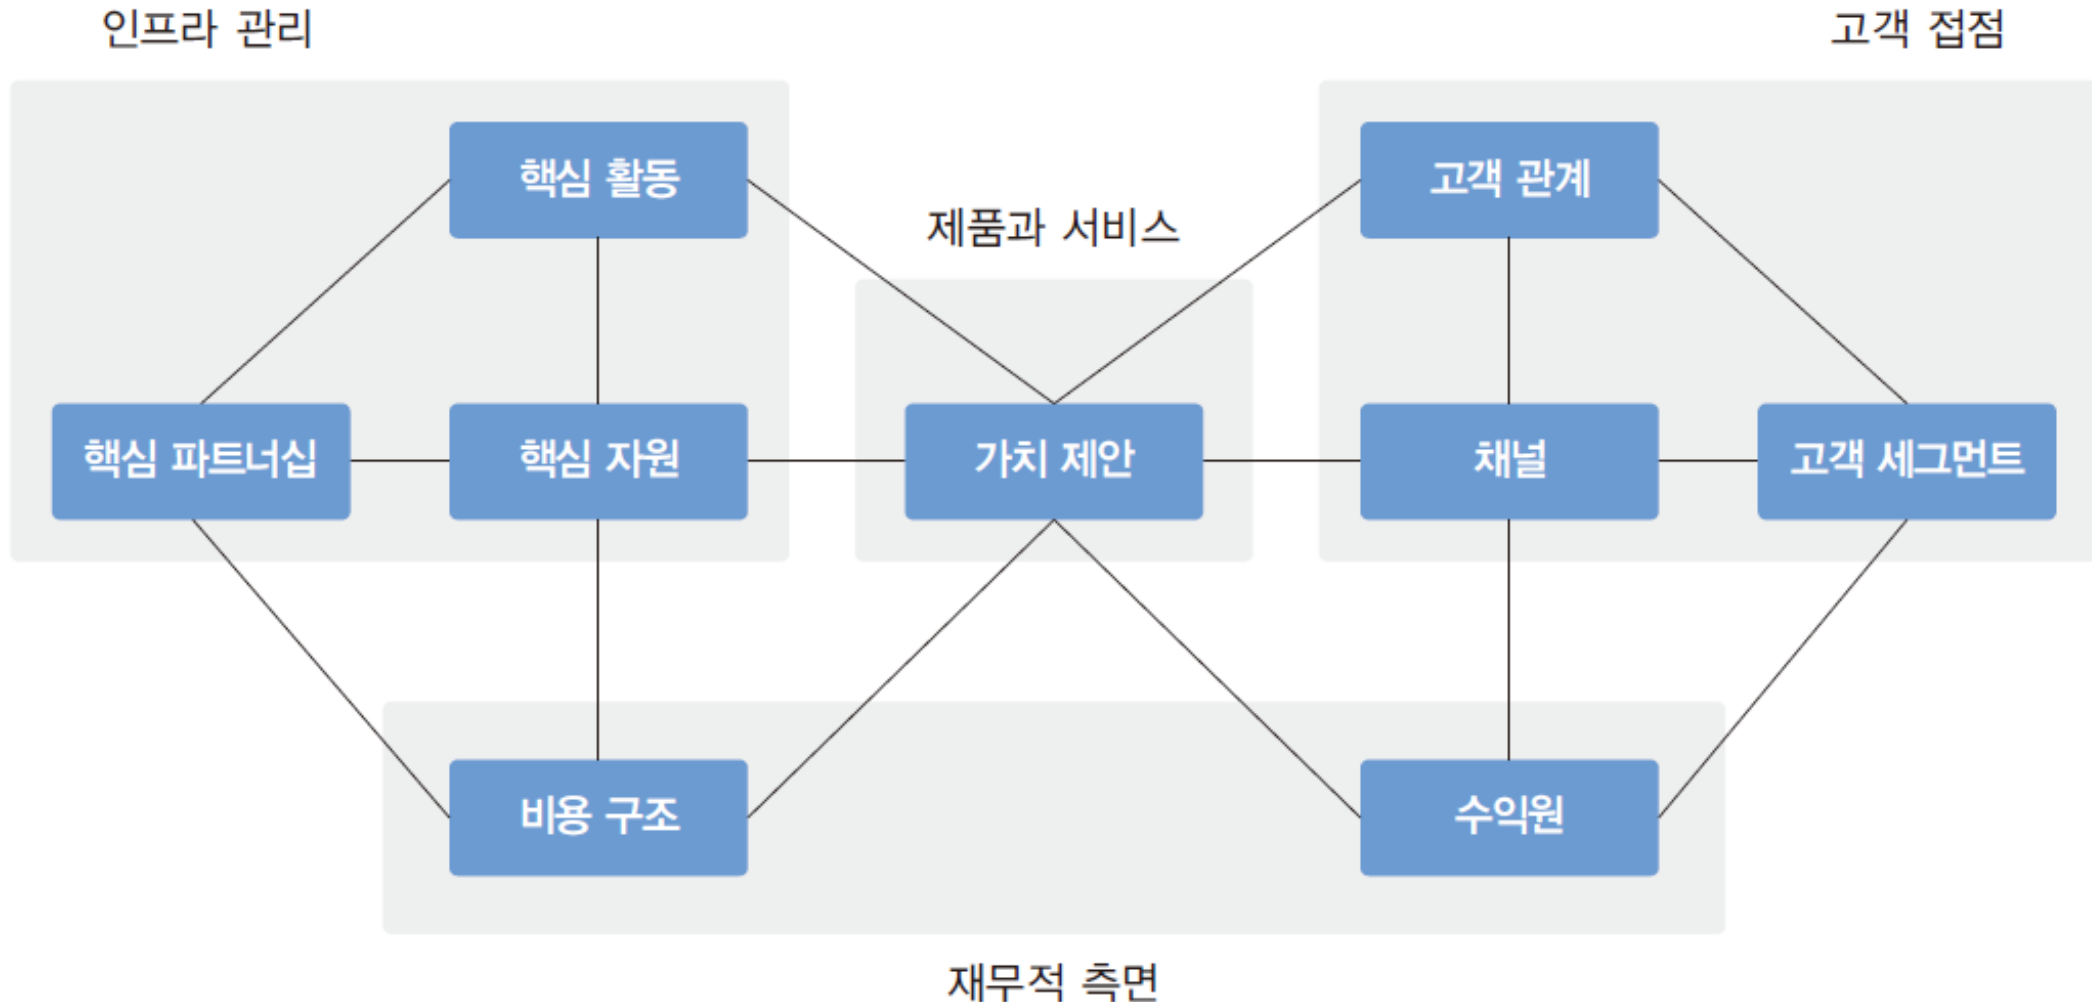 인프라 관리
고객 접점
핵심 활동
고객 관계
제품과 서비스
핵심 파트너십
핵심 자원
가치 제안
채널
고객 세그먼트
비용 구조
수익원
재무적 측면